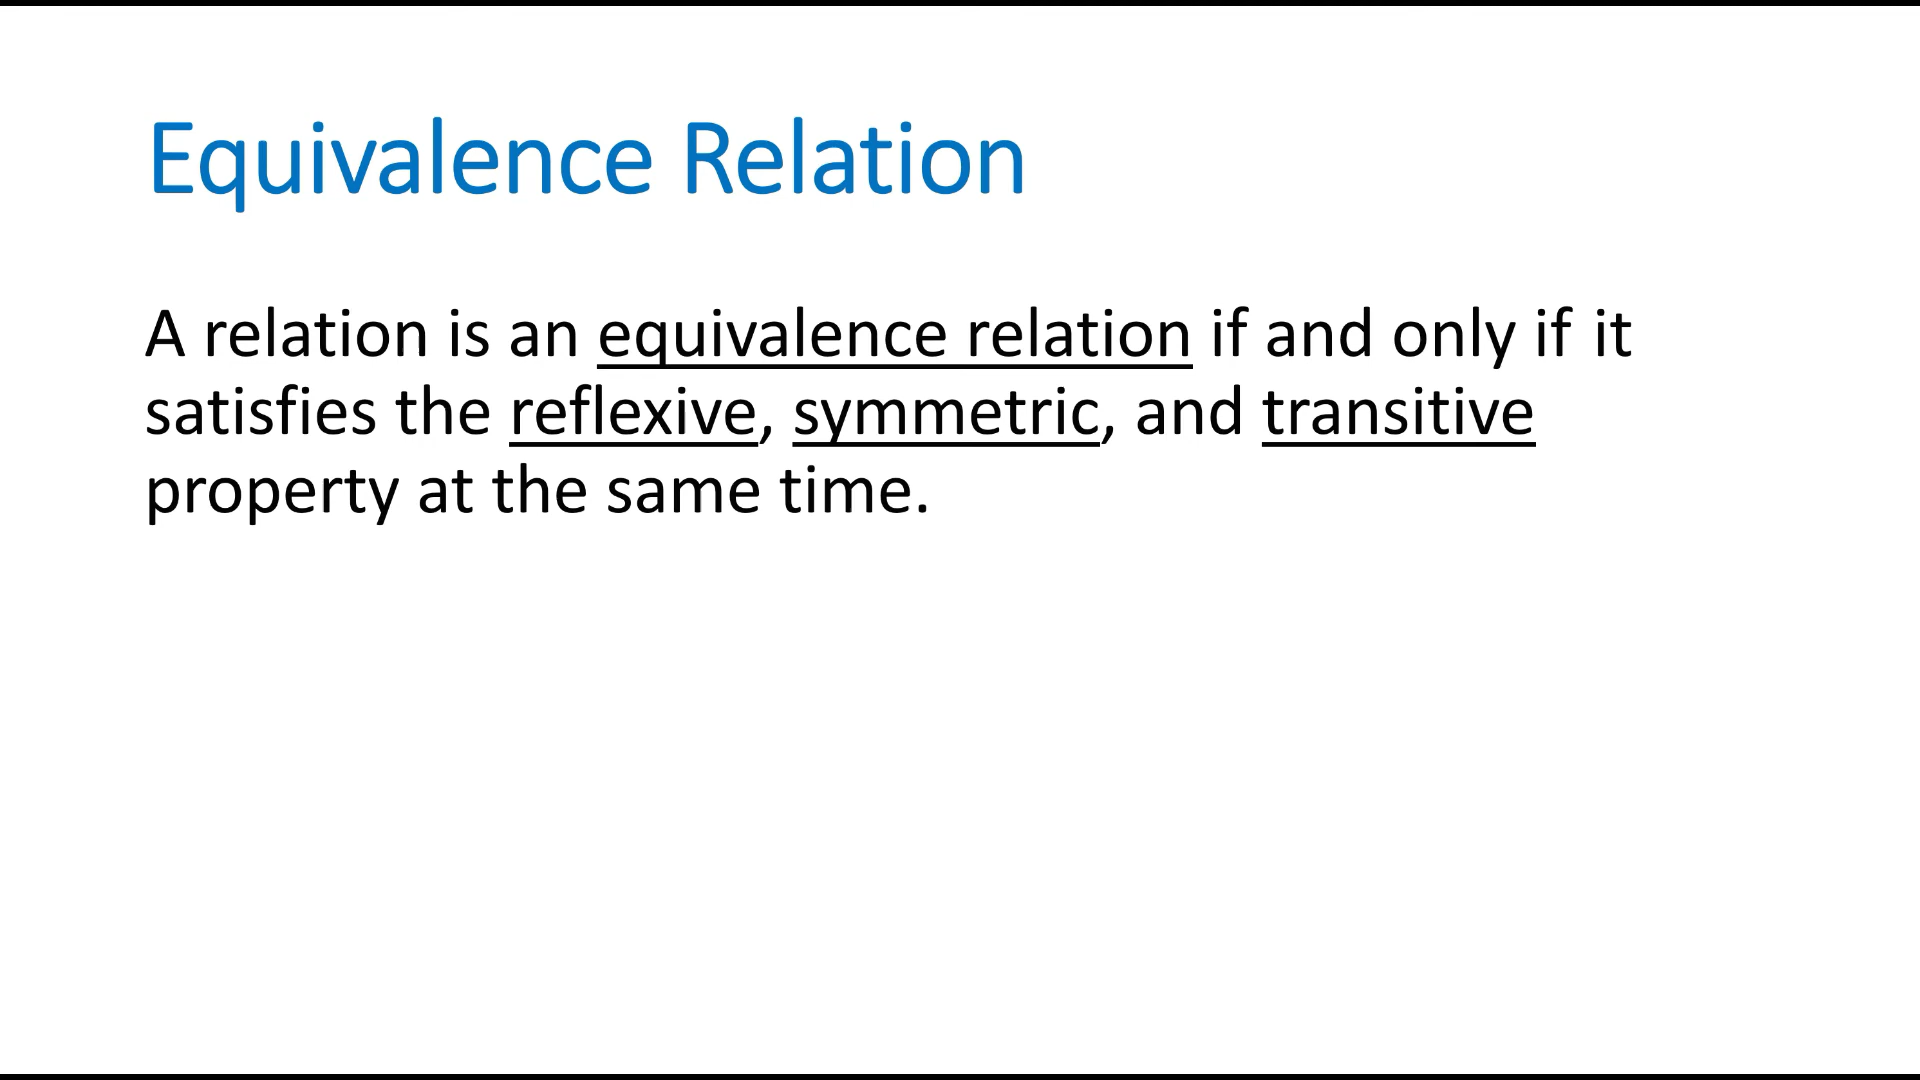 Equivalence Relation
A relation is an equivalence relation if and only if it
satisfies the reflexive, symmetric, and transitive
property at the same time.